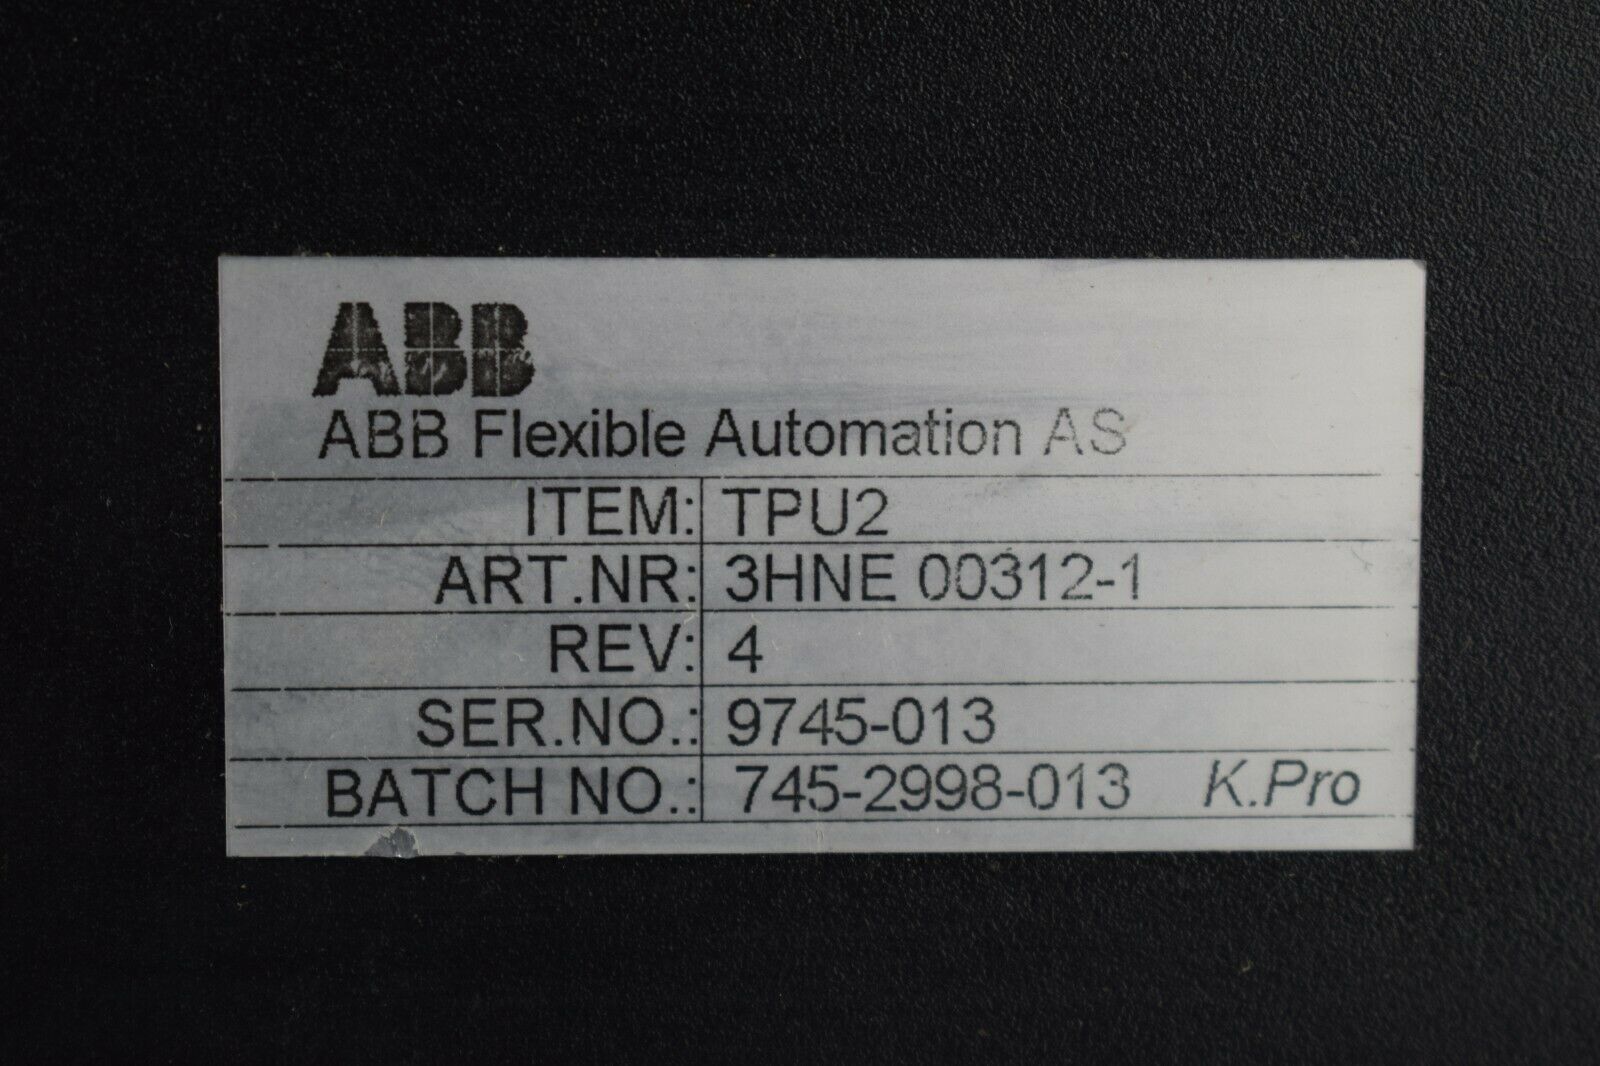 ABB
ABB Flexible Automation AS
ITEM: TPU2
ART.NR: 3HNE 00312-1
REV: 4
SER.NO.: 9745-013
BATCH NO.: 745-2998-013 K.Pro